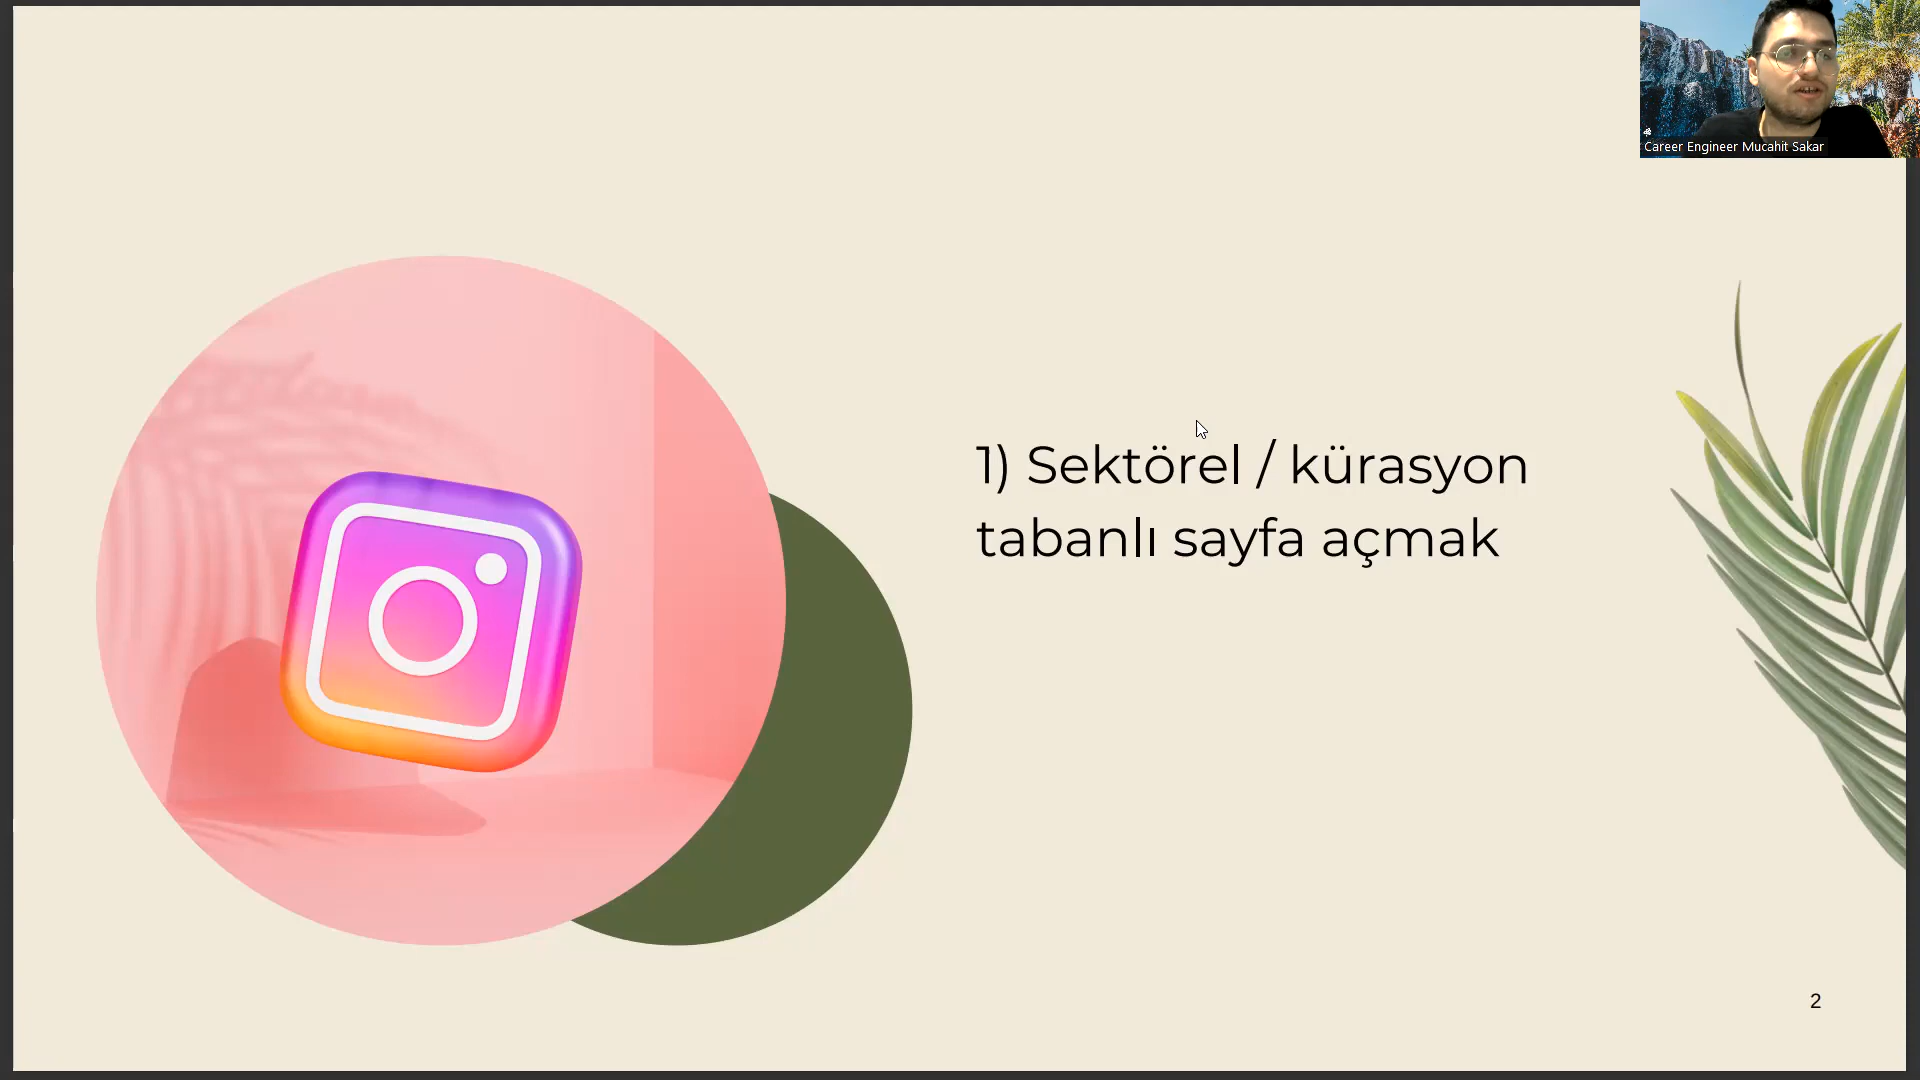 Career Engineer Mucahit Sakar
1) Sektörel / kürasyon
tabanlı sayfa açmak
2